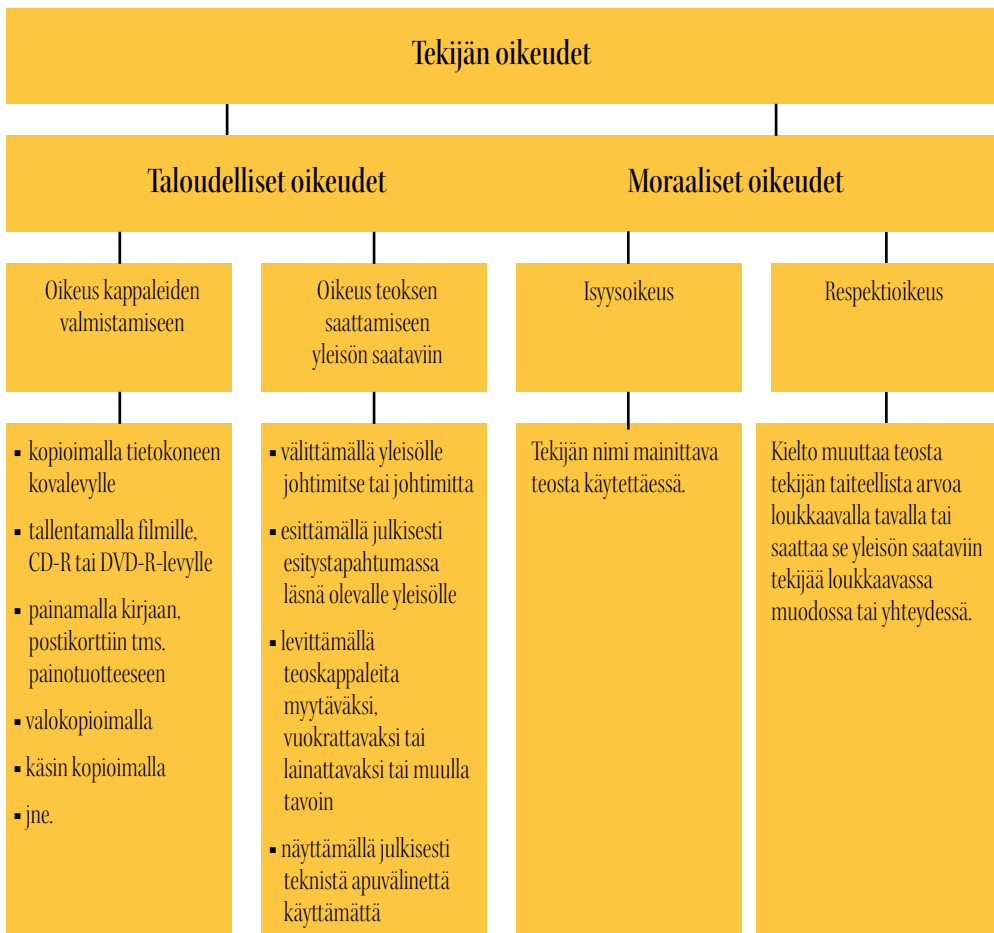 Tekijän oikeudet
Taloudelliset oikeudet
Moraaliset oikeudet
Oikeus kappaleiden
valmistamiseen
Oikeus teoksen
saattamiseen
yleisön saataviin
Isyysoikeus
Respektioikeus
▪ kopioimalla tietokoneen
kovalevylle
▪ tallentamalla filmille,
CD-R tai DVD-R-levylle
▪ painamalla kirjaan,
postikorttiin tms.
painotuotteeseen
▪ valokopioimalla
▪ käsin kopioimalla
▪ jne.
▪ välittämällä yleisölle
johtimitse tai johtimitta
▪ esittämällä julkisesti
esitystapahtumassa
läsnä olevalle yleisölle
▪ levittämällä
teoskappaleita
myytäväksi,
vuokrattavaksi tai
lainattavaksi tai muulla
tavoin
▪ näyttämällä julkisesti
teknistä apuvälinettä
käyttämättä
Tekijän nimi mainittava
teosta käytettäessä.
Kielto muuttaa teosta
tekijän taiteellista arvoa
loukkaavalla tavalla tai
saattaa se yleisön saataviin
tekijää loukkaavassa
muodossa tai yhteydessä.